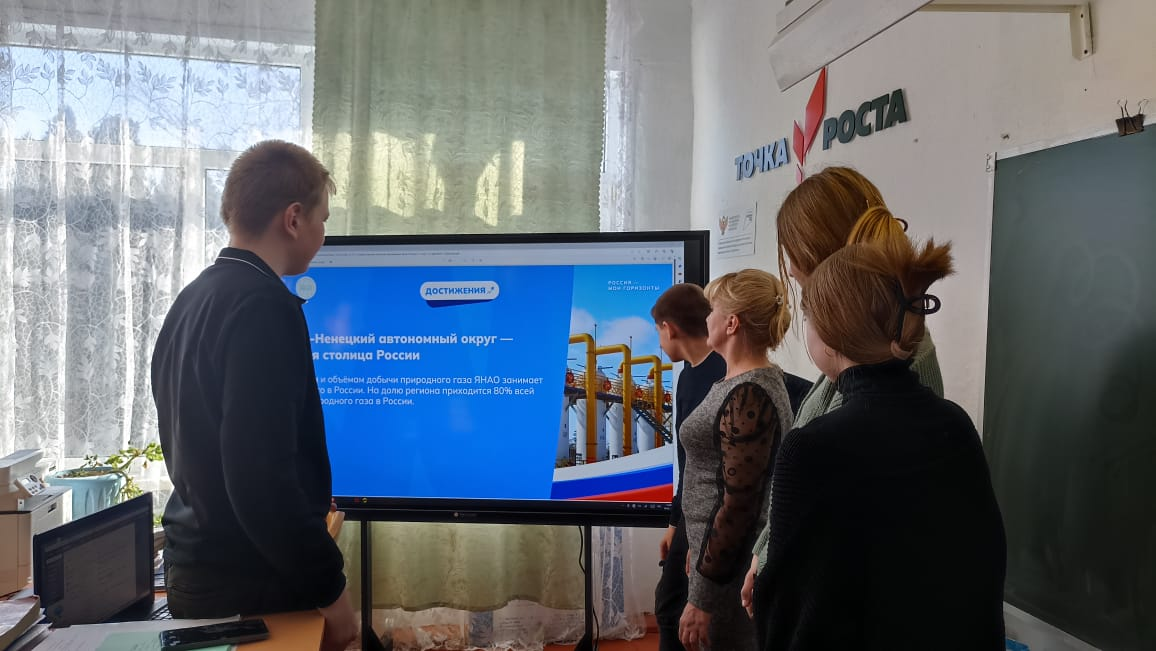 ТОЧКА РОСТА
ДОСТИЖЕНИЯ
РОССИЯ —
МОИ ГОРИЗОНТЫ
-Ненецкий автономный округ —
я столица России
и объёмам добычи природного газа ЯНАО занимает
о в России. На долю региона приходится 80% всей
родного газа в России.